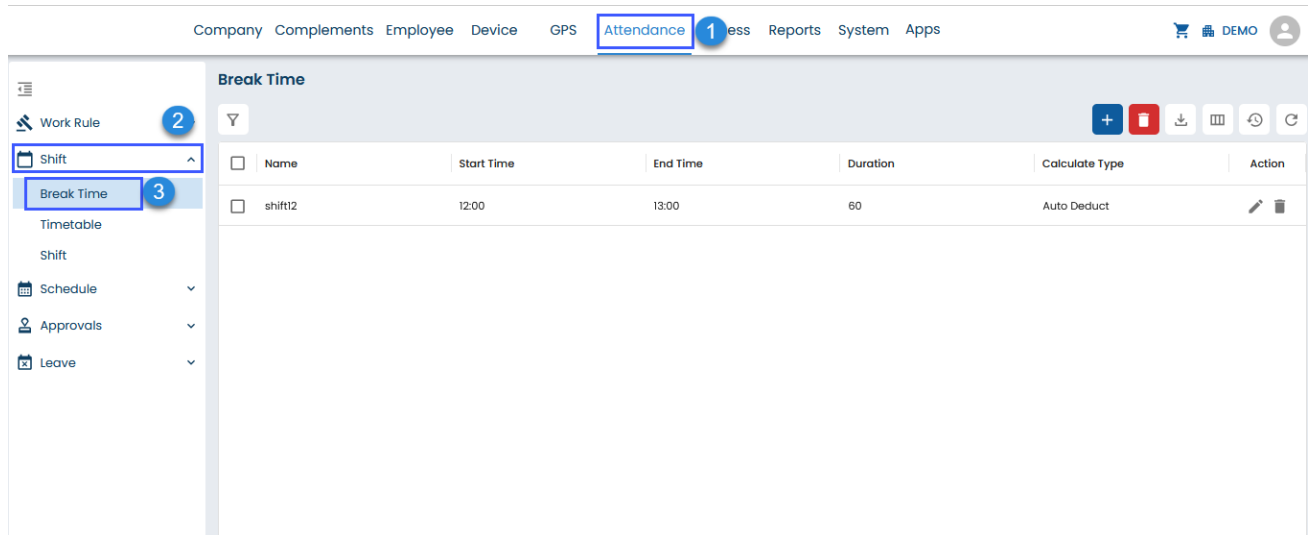 Company Complements Employee Device GPS Attendance 1 ess Reports System Apps DEMO
Break Time
Work Rule 2
Shift
Name Start Time End Time Duration Calculate Type Action
Break Time 3
shift12 12:00 13:00 60 Auto Deduct
Timetable
Shift
Schedule
Approvals
Leave